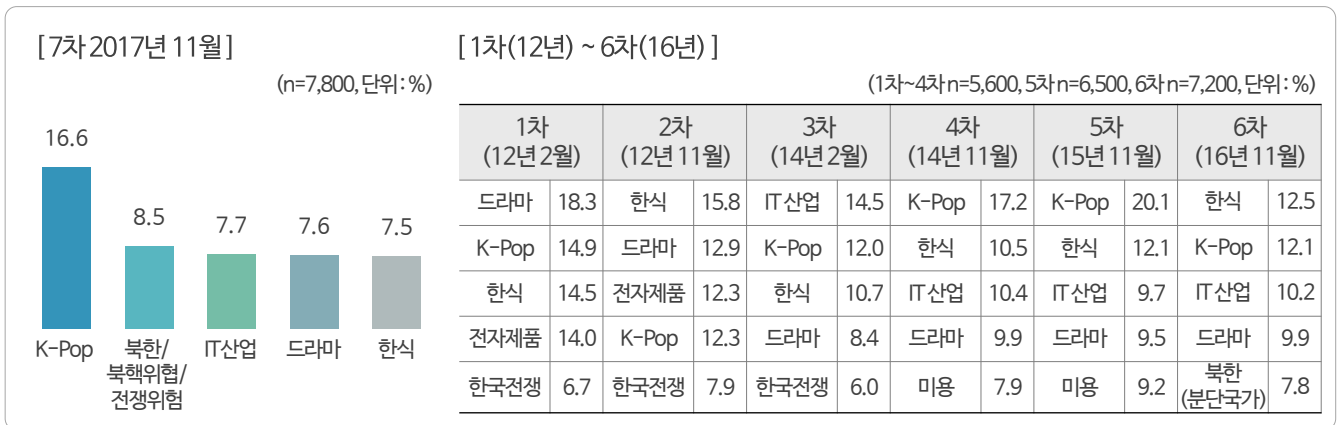 [ 7차 2017년 11월 ]
(n=7,800, 단위 : %)
16.6
8.5
7.7
7.6
7.5
K-Pop
북한/
북핵위협/
전쟁위험
IT산업
드라마
한식
[ 1차(12년) ~ 6차(16년) ]
(1차~4차 n=5,600, 5차 n=6,500, 6차 n=7,200, 단위 : %)
1차 2차 3차 4차 5차 6차
(12년 2월) (12년 11월) (14년 2월) (14년 11월) (15년 11월) (16년 11월)
드라마 18.3 한식 15.8 IT산업 14.5 K-Pop 17.2 K-Pop 20.1 한식 12.5
K-Pop 14.9 드라마 12.9 K-Pop 12.0 한식 10.5 한식 12.1 K-Pop 12.1
한식 14.5 전자제품 12.3 한식 10.7 IT산업 10.4 IT산업 9.7 IT산업 10.2
전자제품 14.0 K-Pop 12.3 드라마 8.4 드라마 9.9 드라마 9.5 드라마 9.9
한국전쟁 6.7 한국전쟁 7.9 한국전쟁 6.0 미용 7.9 미용 9.2 북한 (분단국가) 7.8